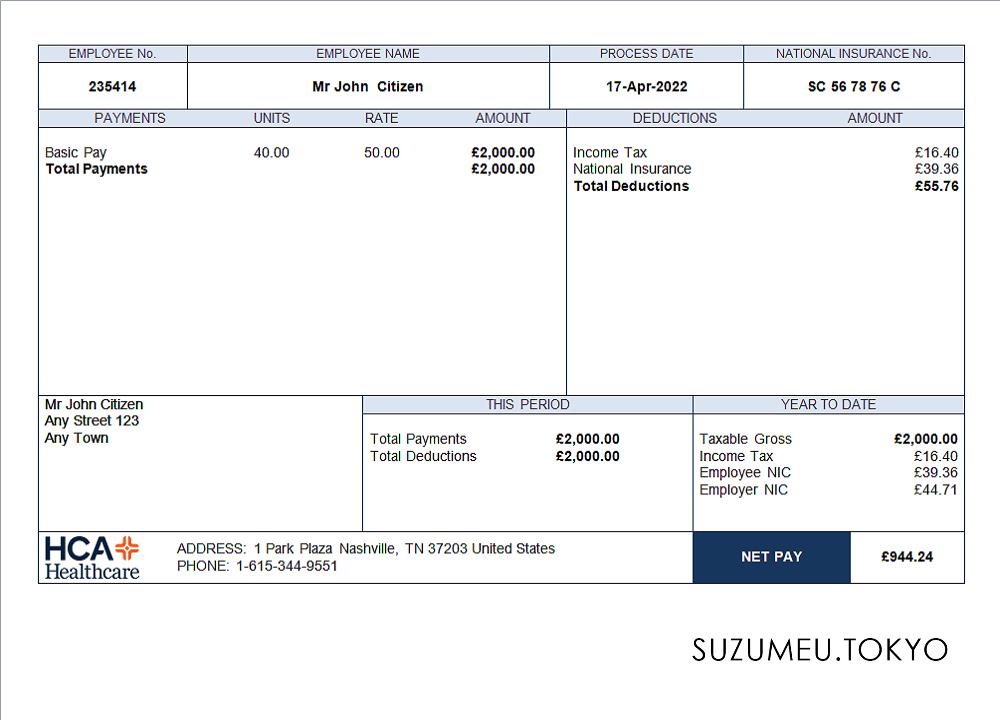 EMPLOYEE No. EMPLOYEE NAME PROCESS DATE NATIONAL INSURANCE No.
235414 Mr John Citizen 17-Apr-2022 SC 56 78 76 C
PAYMENTS UNITS RATE AMOUNT DEDUCTIONS AMOUNT
Basic Pay 40.00 50.00 £2,000.00 Income Tax £16.40
Total Payments £2,000.00 National Insurance £39.36
Total Deductions £55.76
Mr John Citizen
Any Street 123
Any Town
THIS PERIOD
Total Payments £2,000.00
Total Deductions £2,000.00
YEAR TO DATE
Taxable Gross £2,000.00
Income Tax £16.40
Employee NIC £39.36
Employer NIC £44.71
HCA
Healthcare
ADDRESS: 1 Park Plaza Nashville, TN 37203 United States
PHONE: 1-615-344-9551
NET PAY £944.24
SUZUMEU.TOKYO